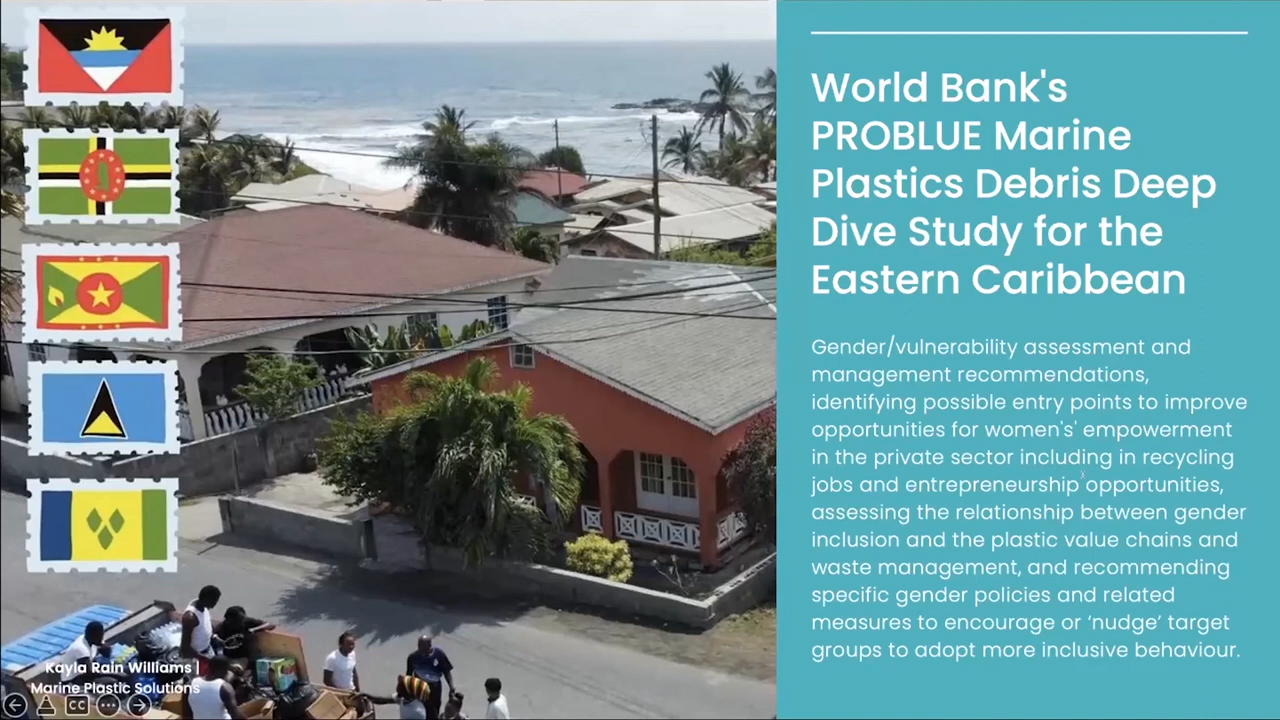 World Bank's
PROBLUE Marine
Plastics Debris Deep
Dive Study for the
Eastern Caribbean
Gender/vulnerability assessment and
management recommendations,
identifying possible entry points to improve
opportunities for women's' empowerment
in the private sector including in recycling
jobs and entrepreneurship opportunities,
assessing the relationship between gender
inclusion and the plastic value chains and
waste management, and recommending
specific gender policies and related
measures to encourage or ‘nudge’ target
groups to adopt more inclusive behaviour.
Kayla Rain Williams |
Marine Plastic Solutions
CC